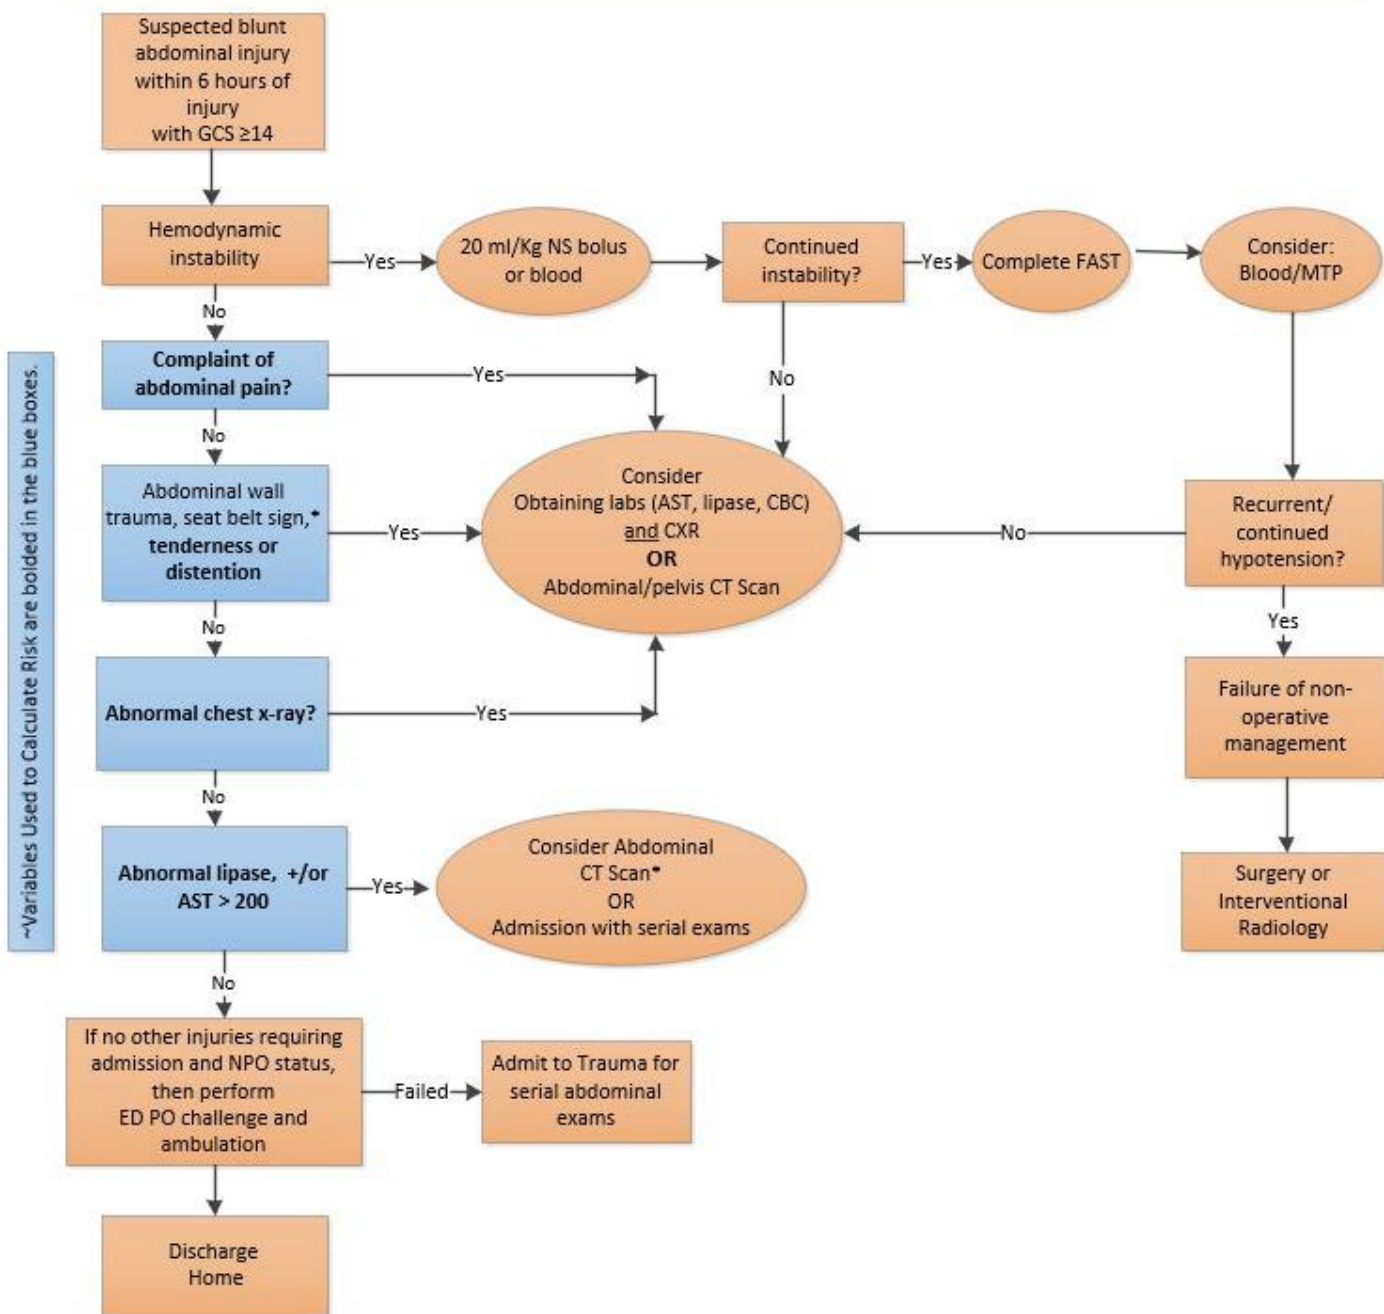 Suspected blunt
abdominal injury
within 6 hours of
injury
with GCS ≥14
Hemodynamic
instability
Yes
20 ml/Kg NS bolus
or blood
Continued
instability?
Yes
Complete FAST
Consider:
Blood/MTP
No
~Variables Used to Calculate Risk are bolded in the blue boxes.
Complaint of
abdominal pain?
Yes
No
No
Abdominal wall
trauma, seat belt sign,*
tenderness or
distention
Yes
Consider
Obtaining labs (AST, lipase, CBC)
and CXR
OR
Abdominal/pelvis CT Scan
No
Recurrent/
continued
hypotension?
No
Yes
Abnormal chest x-ray?
Yes
Failure of non-
operative
management
No
Abnormal lipase, +/or
AST > 200
Yes
Consider Abdominal
CT Scan*
OR
Admission with serial exams
Surgery or
Interventional
Radiology
No
If no other injuries requiring
admission and NPO status,
then perform
ED PO challenge and
ambulation
Failed
Admit to Trauma for
serial abdominal
exams
Discharge
Home